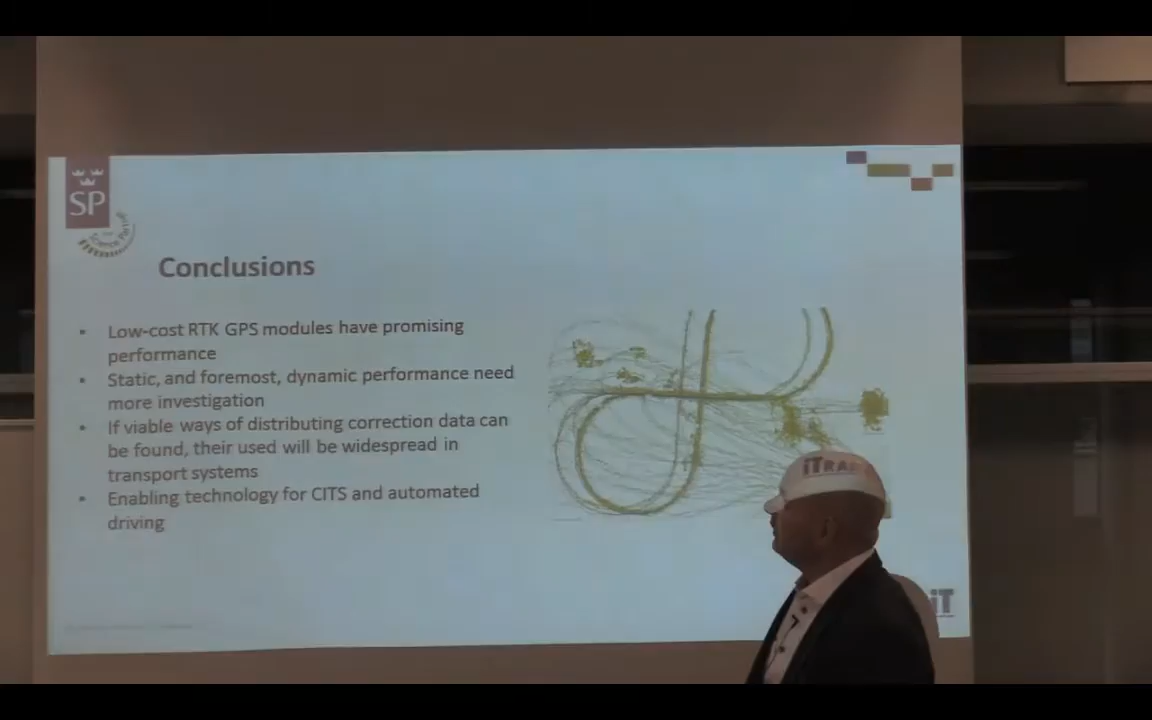 SP
Conclusions
Low-cost RTK GPS modules have promising
performance
Static, and foremost, dynamic performance need
more investigation
If viable ways of distributing correction data can
be found, their used will be widespread in
transport systems
Enabling technology for CITS and automated
driving
iT